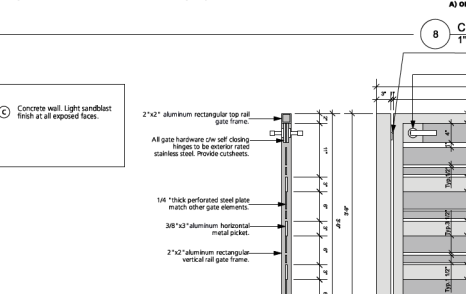 A) O
8
C
1"
C
Concrete wall. Light sandblast
finish at all exposed faces.
2"x2" aluminum rectangular top rail
gate frame.
All gate hardware c/w self closing
hinges to be exterior rated
stainless steel. Provide cutsheets.
1/4 "thick perforated steel plate
match other gate elements.
3/8"x3"aluminum horizontal
metal picket.
2"x2"aluminum rectangular
vertical rail gate frame.
3"
4"